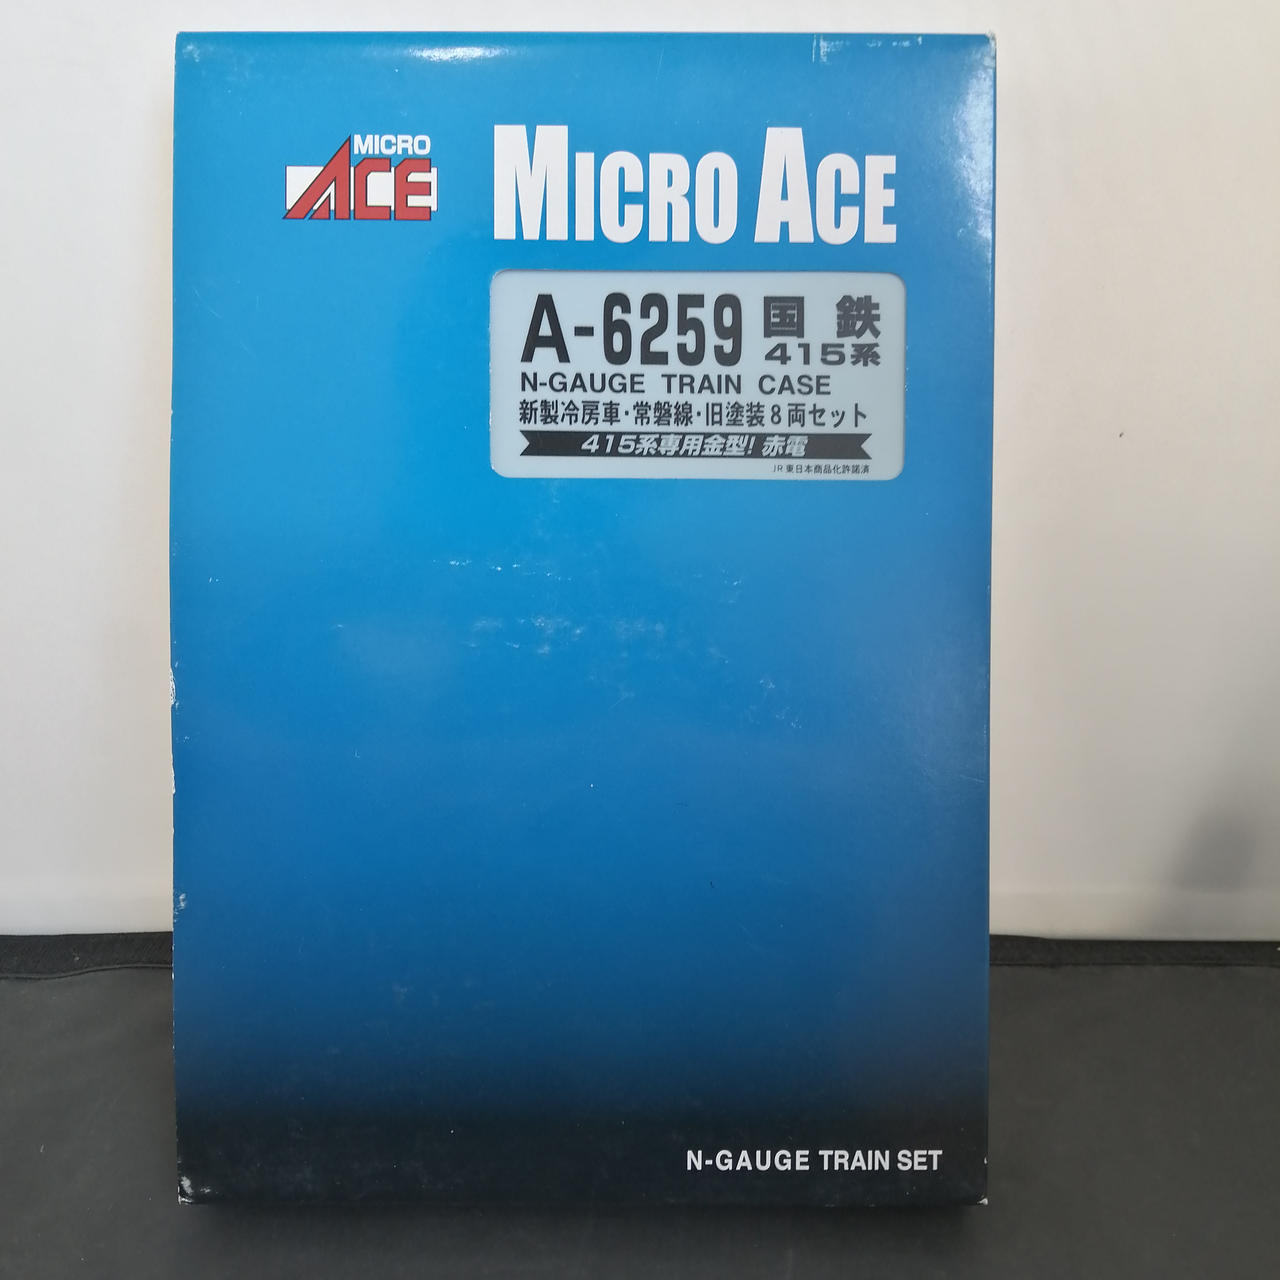 MICRO
ACE
MICRO ACE
A-6259 国鉄
415系
N-GAUGE TRAIN CASE
新製冷房車・常磐線・旧塗装8両セット
415系専用金型! 赤電
JR東日本商品化許諾済
N-GAUGE TRAIN SET